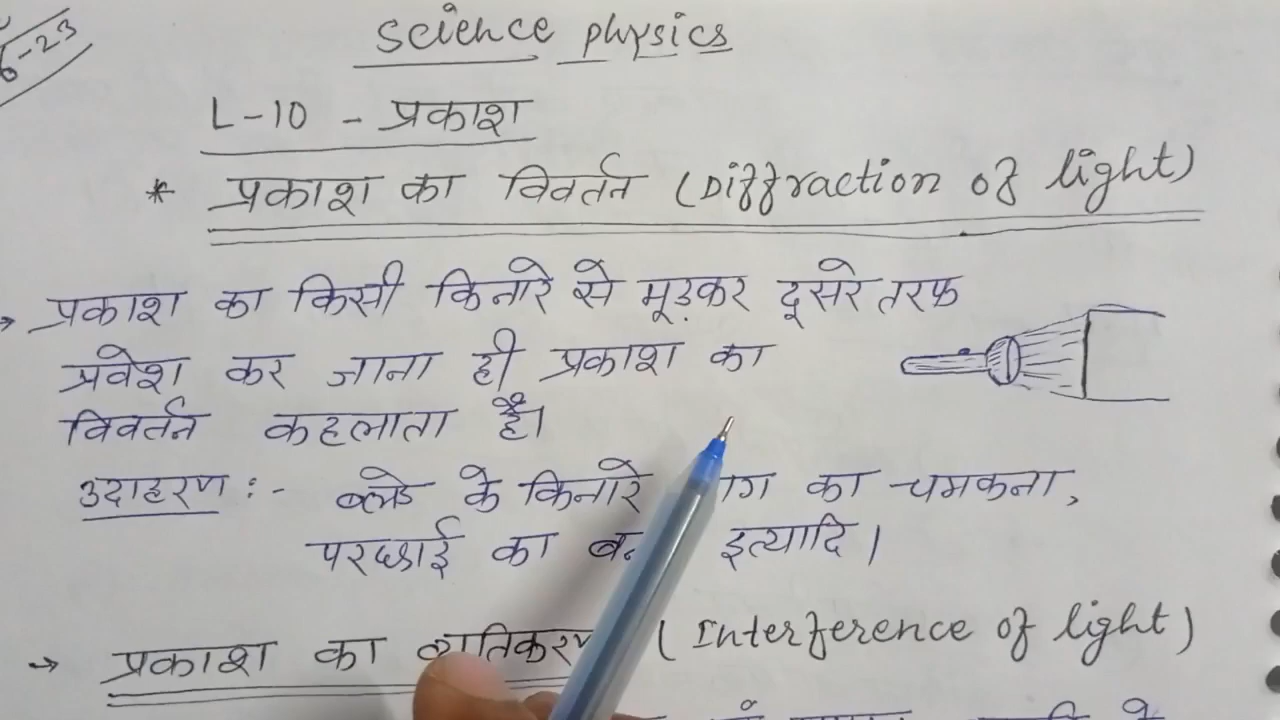 6-23
Science physics
L-10 - प्रकाश
* प्रकाश का विवर्तन (Diffraction of light)
→ प्रकाश का किसी किनारे से मूड़कर दूसरे तरफ
प्रवेश कर जाना ही प्रकाश का
विवर्तन कहलाता है।
उदाहरण :- ब्लेड के किनारे का चमकना,
परछाई का इत्यादि।
→ प्रकाश का (Interference of light)